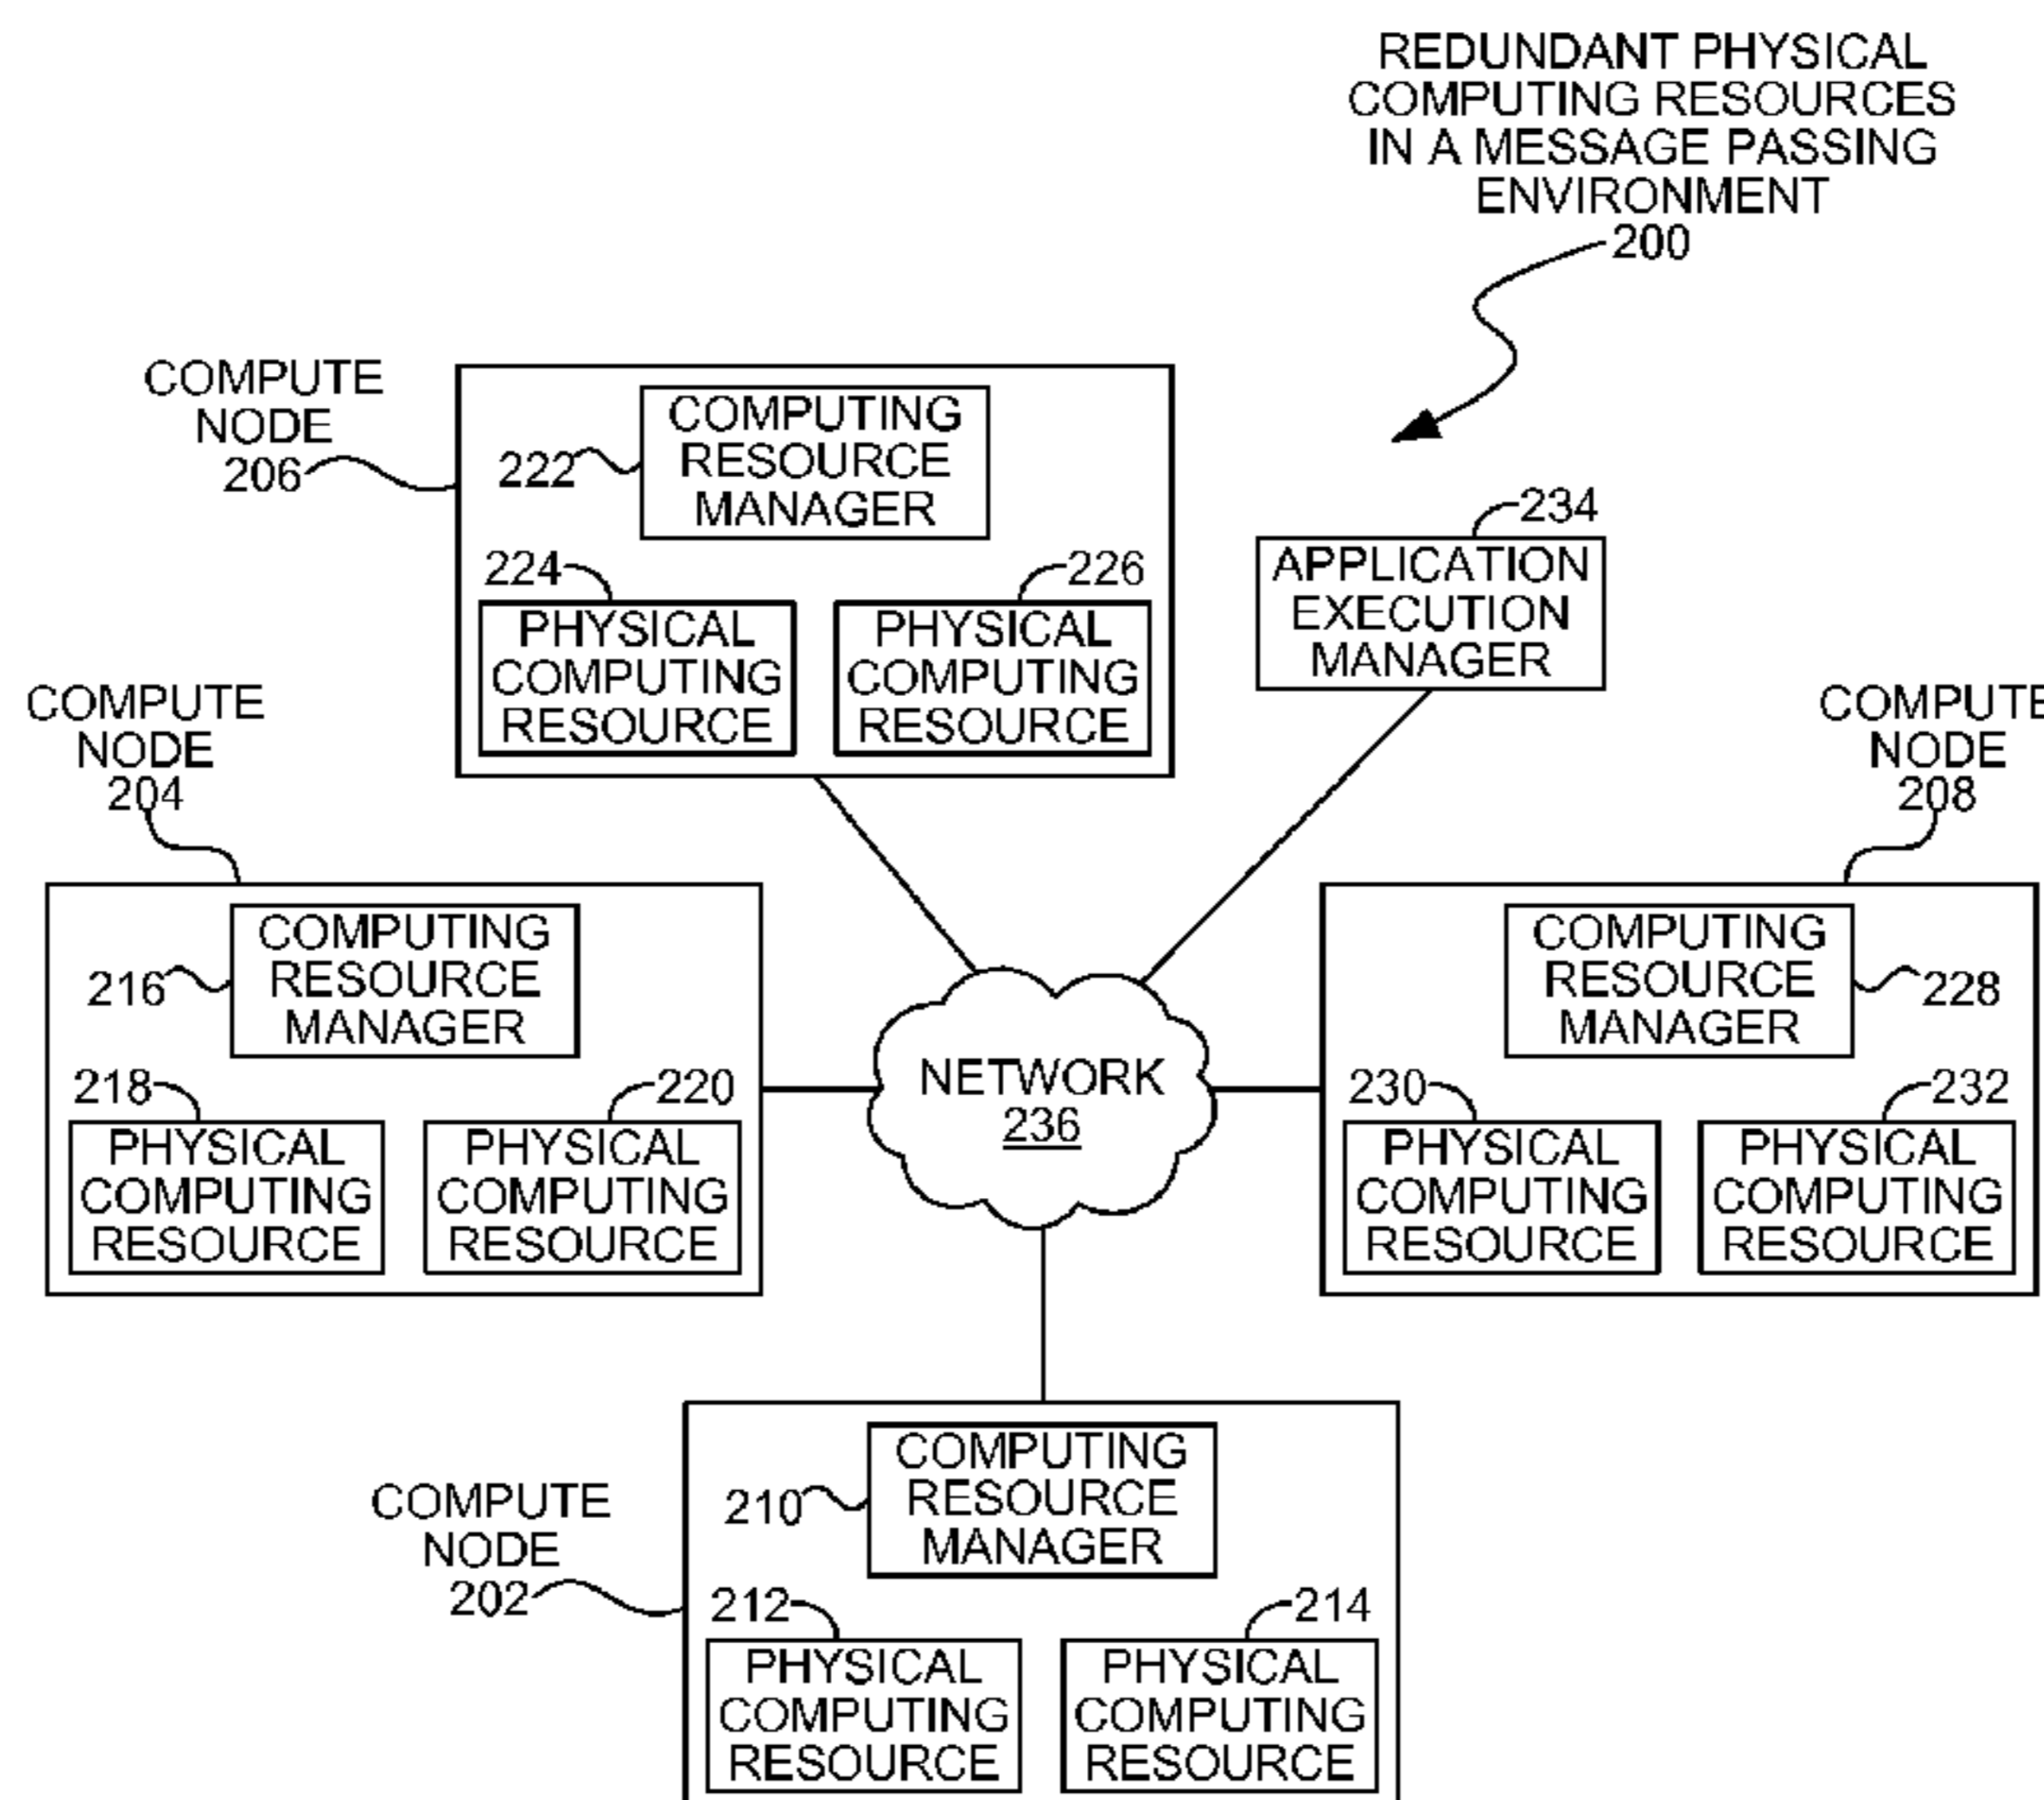 REDUNDANT PHYSICAL
COMPUTING RESOURCES
IN A MESSAGE PASSING
ENVIRONMENT
200
COMPUTE
NODE
206
222
COMPUTING
RESOURCE
MANAGER
224
226
PHYSICAL
COMPUTING
RESOURCE
PHYSICAL
COMPUTING
RESOURCE
234
APPLICATION
EXECUTION
MANAGER
COMPUTE
NODE
204
216
COMPUTING
RESOURCE
MANAGER
218
220
PHYSICAL
COMPUTING
RESOURCE
PHYSICAL
COMPUTING
RESOURCE
NETWORK
236
COMPUTE
NODE
208
COMPUTING
RESOURCE
MANAGER
228
230
232
PHYSICAL
COMPUTING
RESOURCE
PHYSICAL
COMPUTING
RESOURCE
COMPUTE
NODE
202
210
COMPUTING
RESOURCE
MANAGER
212
214
PHYSICAL
COMPUTING
RESOURCE
PHYSICAL
COMPUTING
RESOURCE